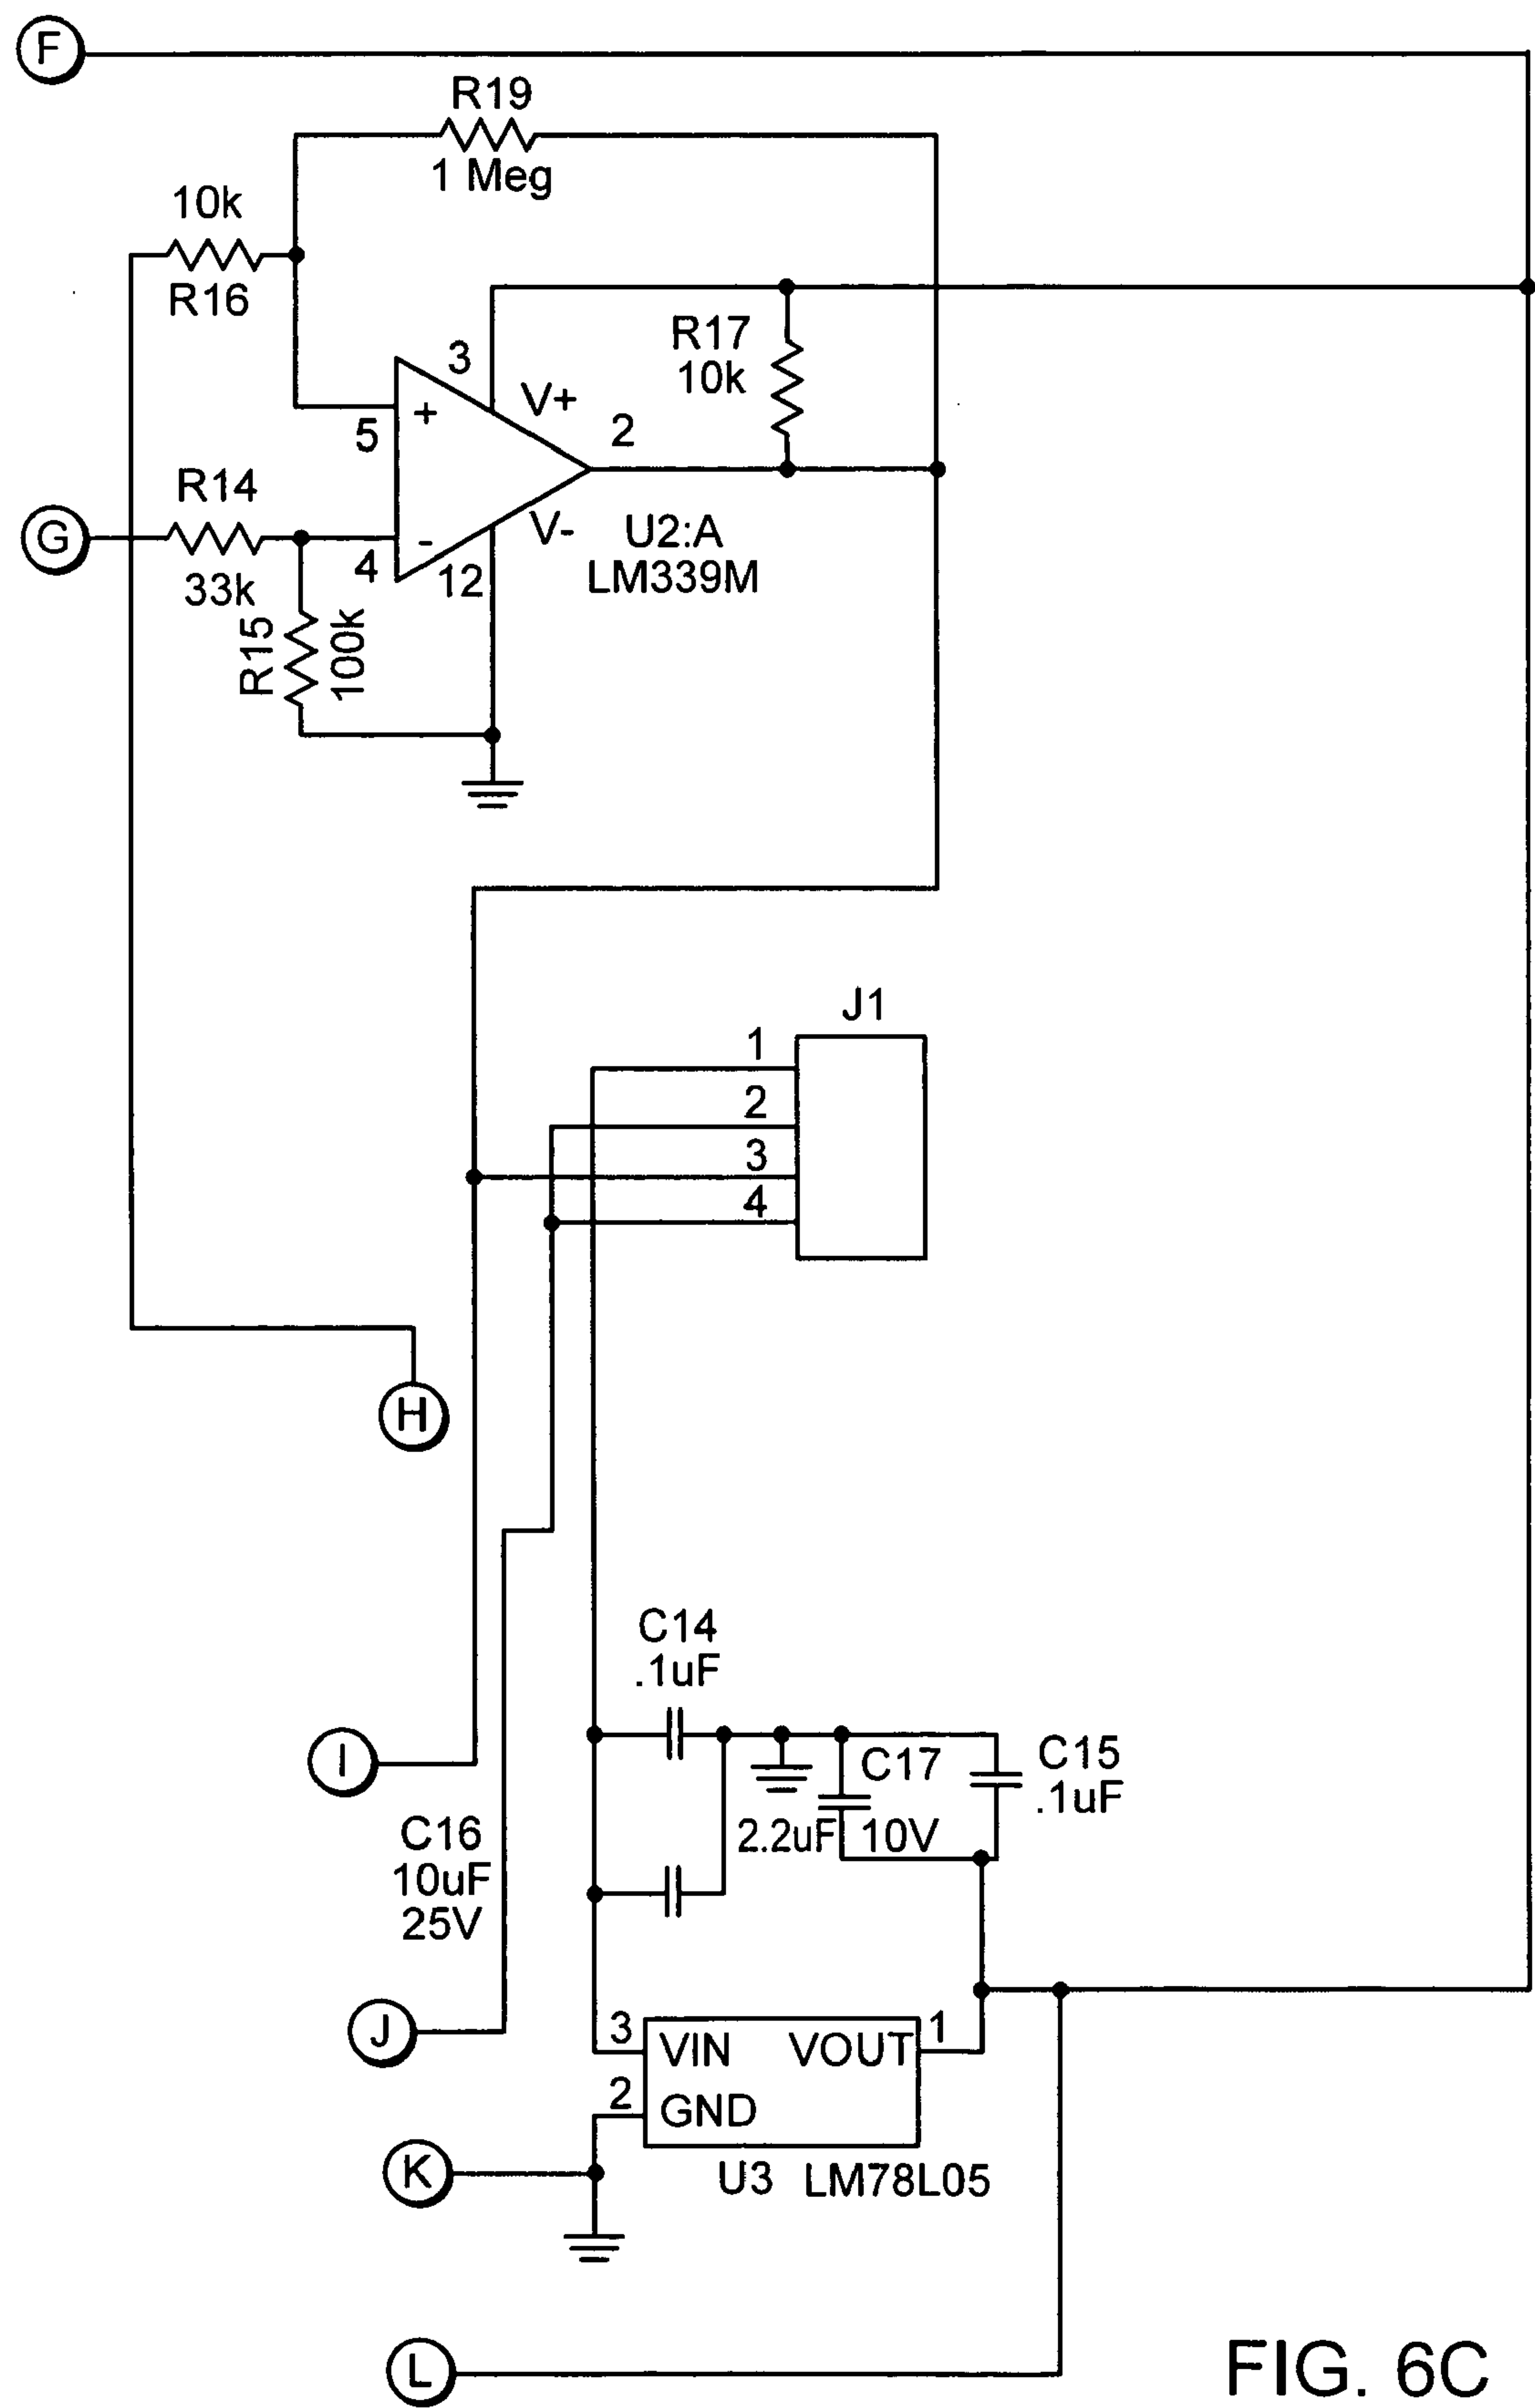 F
R19
1 Meg
10k
R16
R17
10k
3
V+
5
+
2
R14
G
-
4
12
V-
U2:A
LM339M
33k
R15
100k
J1
1
2
3
4
H
C14
.1uF
I
C17
C15
.1uF
2.2uF
10V
C16
10uF
25V
J
3
VIN
VOUT
1
2
GND
K
U3 LM78L05
L
FIG. 6C